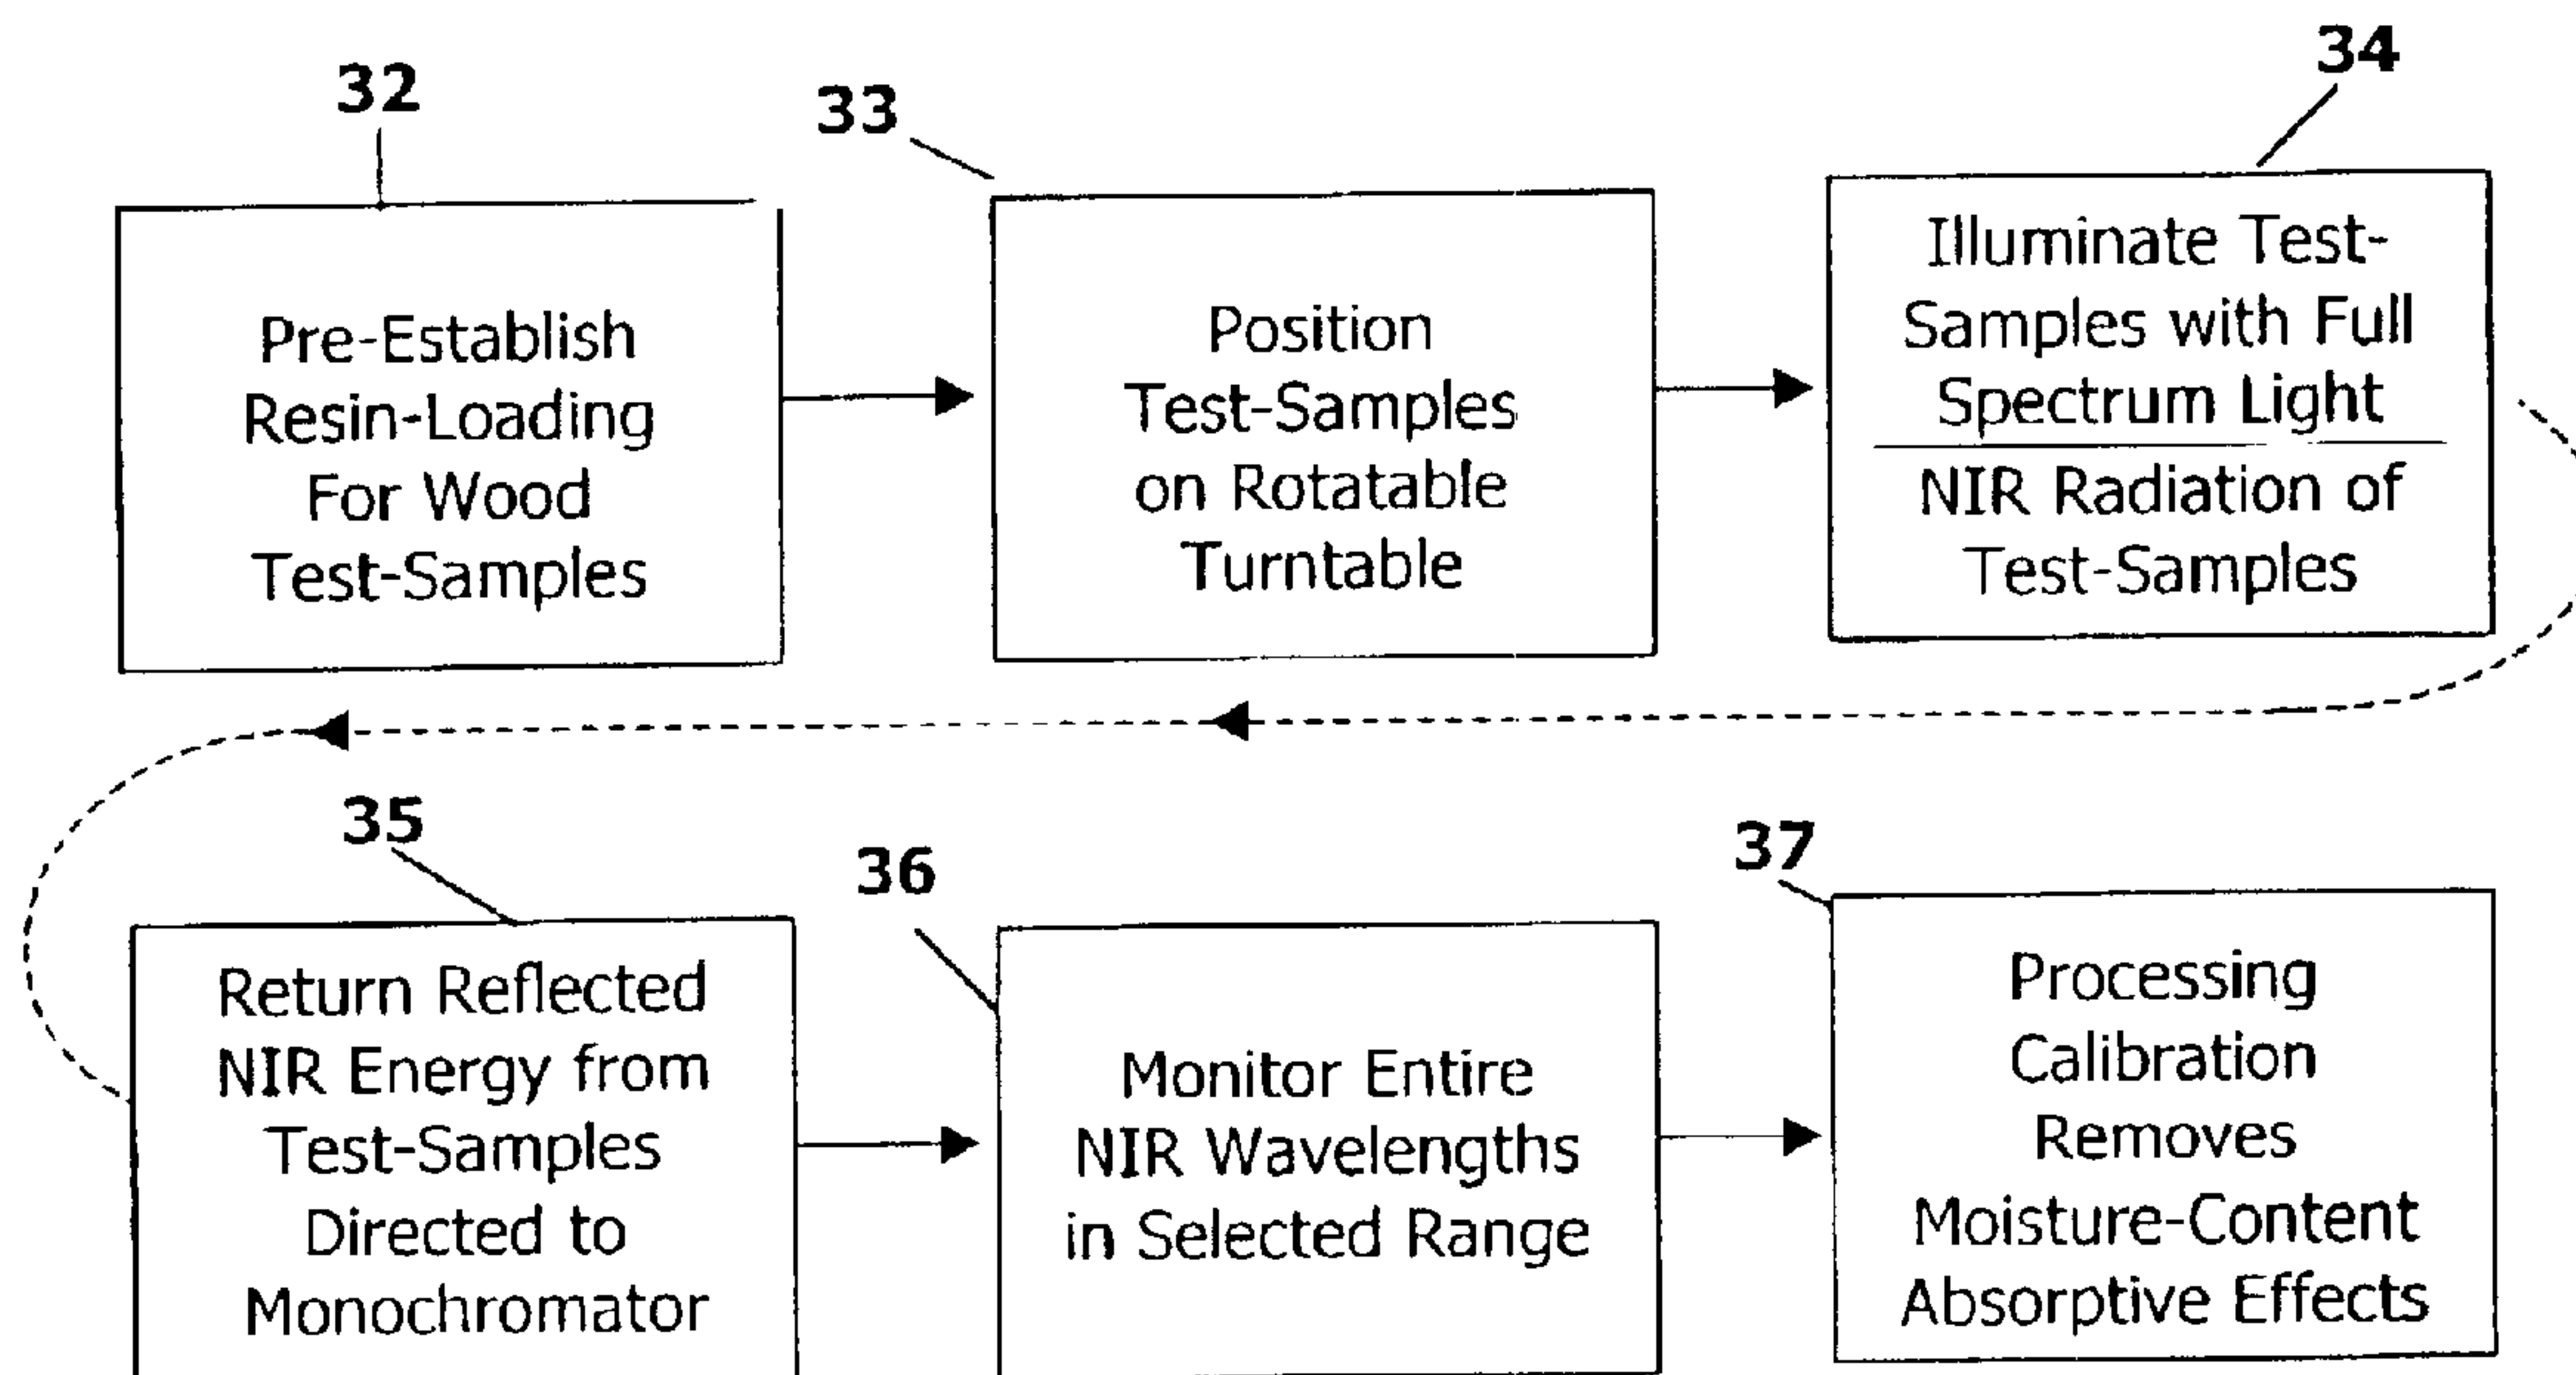 32
Pre-Establish
Resin-Loading
For Wood
Test-Samples
33
Position
Test-Samples
on Rotatable
Turntable
34
Illuminate Test-
Samples with Full
Spectrum Light
NIR Radiation of
Test-Samples
35
Return Reflected
NIR Energy from
Test-Samples
Directed to
Monochromator
36
Monitor Entire
NIR Wavelengths
in Selected Range
37
Processing
Calibration
Removes
Moisture-Content
Absorptive Effects